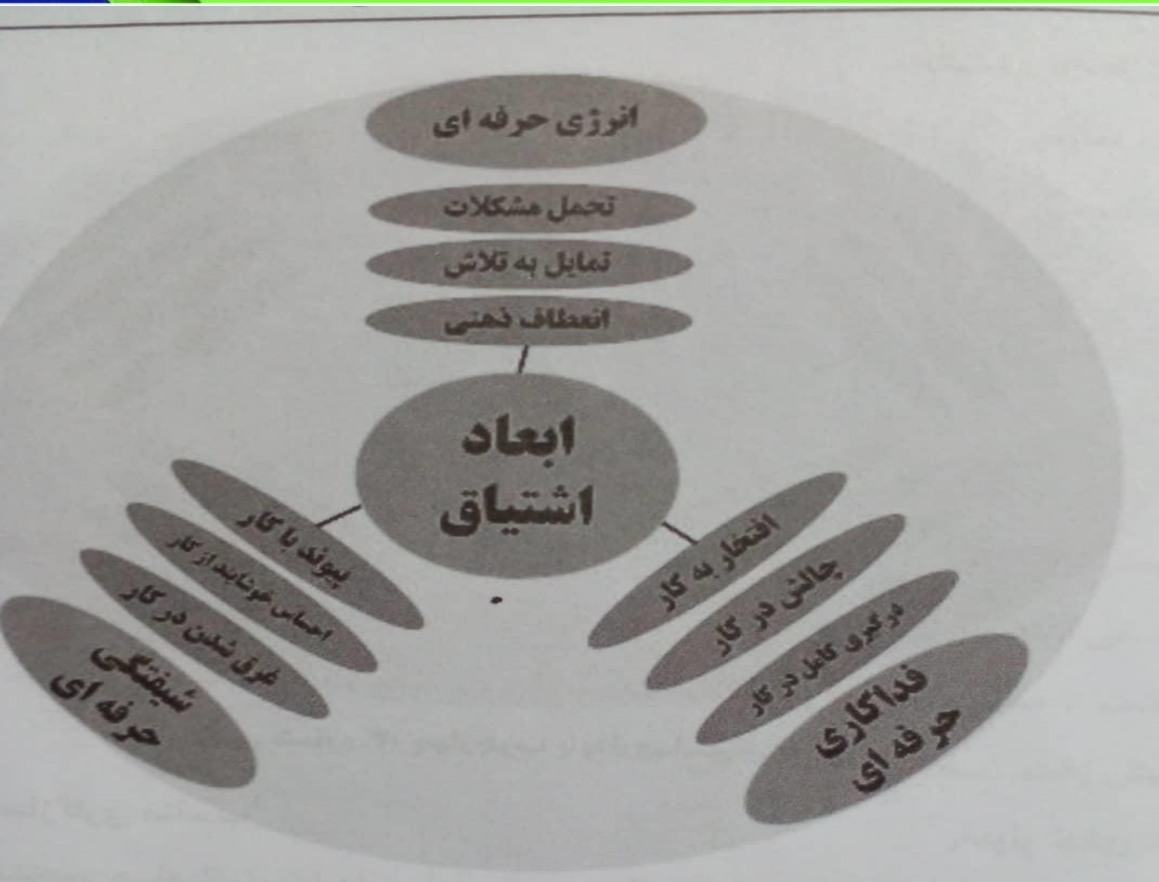 انرژی حرفه ای
تحمل مشکلات
تمایل به تلاش
انعطاف ذهنی
ابعاد
اشتیاق
افتخار به کار
چالش در کار
درگیری کامل در کار
فداکاری
حرفه ای
پیوند با کار
احساس خوشایند از کار
غرق شدن در کار
شیفتگی
حرفه ای